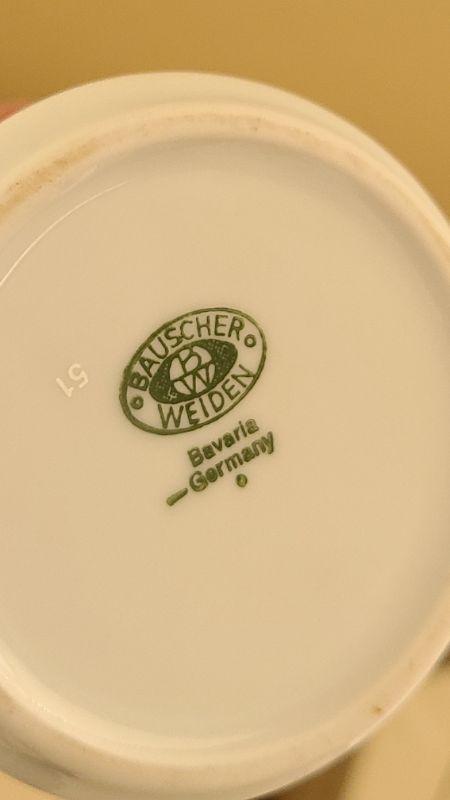 BAUSCHER
BW
WEIDEN
Bavaria
Germany
51